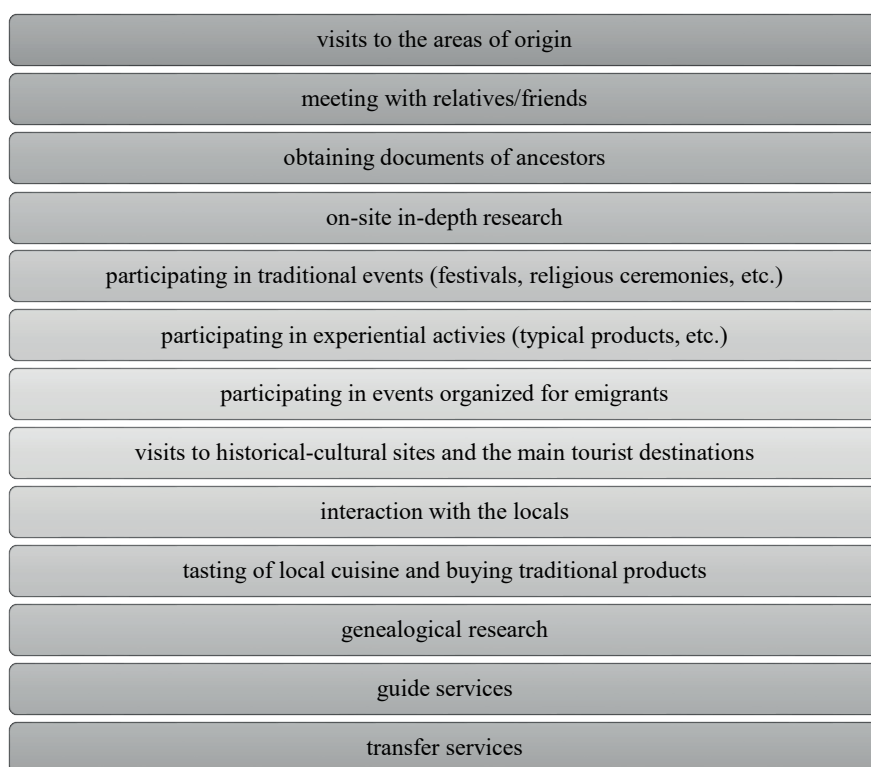 visits to the areas of origin
meeting with relatives/friends
obtaining documents of ancestors
on-site in-depth research
participating in traditional events (festivals, religious ceremonies, etc.)
participating in experiential activies (typical products, etc.)
participating in events organized for emigrants
visits to historical-cultural sites and the main tourist destinations
interaction with the locals
tasting of local cuisine and buying traditional products
genealogical research
guide services
transfer services